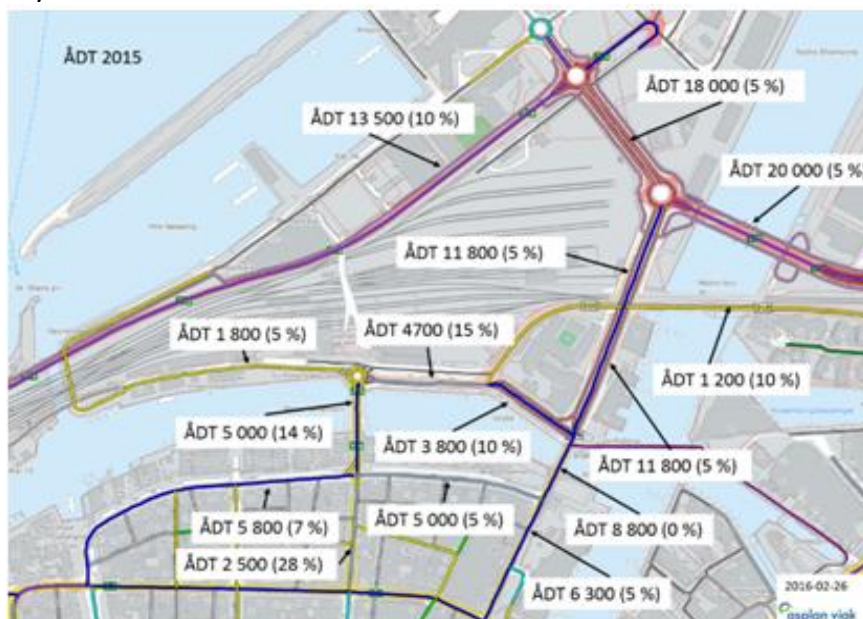 ÅDT 2015
ÅDT 18 000 (5 %)
ÅDT 13 500 (10 %)
ÅDT 20 000 (5 %
ÅDT 11 800 (5 %)
ÅDT 4700 (15 %)
ÅDT 1 800 (5 %)
ÅDT 1 200 (10 %)
ÅDT 5 000 (14 %)
ÅDT 3 800 (10 %)
ÅDT 11 800 (5 %)
ÅDT 5 800 (7 %)
ÅDT 5 000 (5 %)
ÅDT 8 800 (0 %)
ÅDT 2 500 (28 %)
ÅDT 6 300 (5 %)
2016-02-26
asplan viak